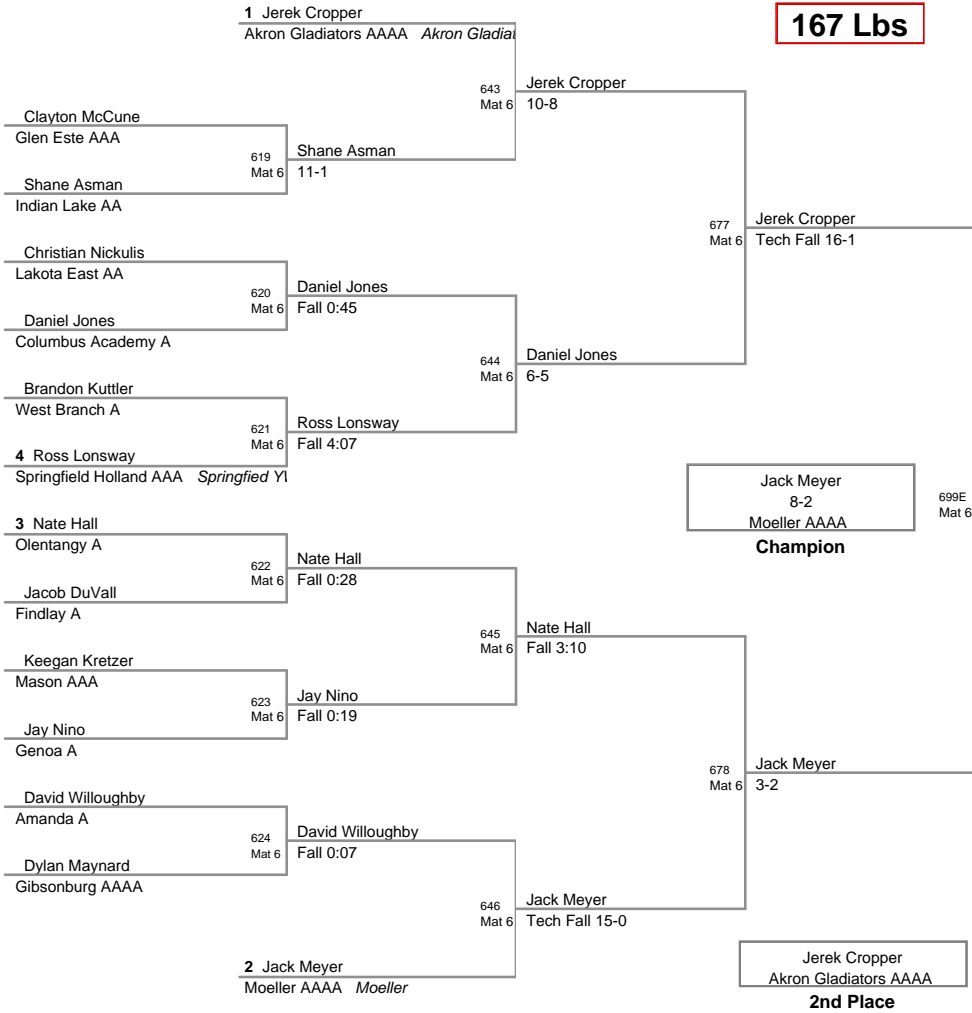 1 Jerek Cropper
167 Lbs
Akron Gladiators AAAA Akron Gladiat
643 Jerek Cropper
Mat 6 10-8
Clayton McCune
Glen Este AAA
619 Shane Asman
Mat 6 11-1
Shane Asman
Indian Lake AA
677 Jerek Cropper
Mat 6 Tech Fall 16-1
Christian Nickulis
Lakota East AA
620 Daniel Jones
Mat 6 Fall 0:45
Daniel Jones
Columbus Academy A
644 Daniel Jones
Mat 6 6-5
Brandon Kuttler
West Branch A
621 Ross Lonsway
Mat 6 Fall 4:07
4 Ross Lonsway
Springfield Holland AAA Springfied
Jack Meyer
8-2
Moeller AAAA
Champion
699E
Mat 6
3 Nate Hall
Olentangy A
622 Nate Hall
Mat 6 Fall 0:28
Jacob DuVall
Findlay A
645 Nate Hall
Mat 6 Fall 3:10
Keegan Kretzer
Mason AAA
623 Jay Nino
Mat 6 Fall 0:19
Jay Nino
Genoa A
678 Jack Meyer
Mat 6 3-2
David Willoughby
Amanda A
624 David Willoughby
Mat 6 Fall 0:07
Dylan Maynard
Gibsonburg AAAA
646 Jack Meyer
Mat 6 Tech Fall 15-0
2 Jack Meyer
Moeller AAAA Moeller
Jerek Cropper
Akron Gladiators AAAA
2nd Place